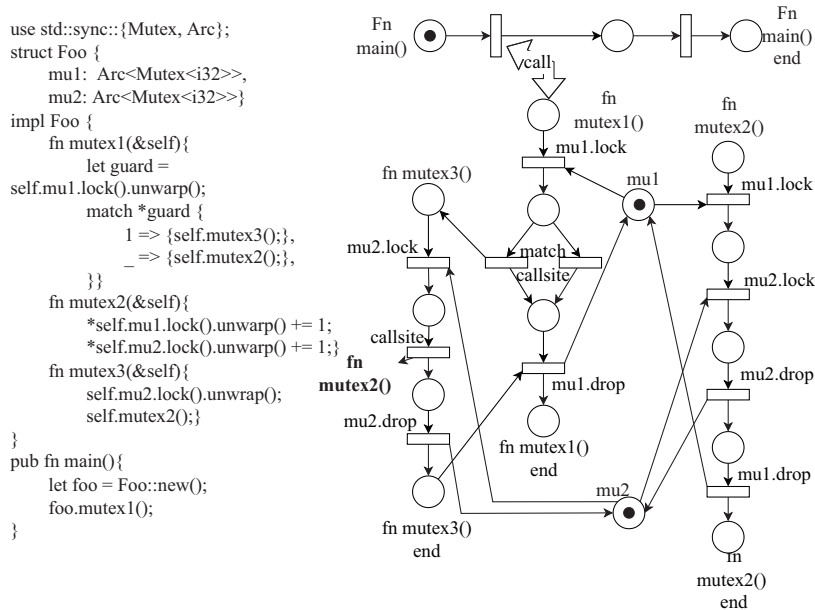 use std::sync::{Mutex, Arc};
struct Foo {
mu1:  Arc<Mutex<i32>>,
mu2: Arc<Mutex<i32>>}
impl Foo {
fn mutex1(&self){
let guard =
self.mu1.lock().unwarp();
match *guard {
1 => {self.mutex3();},
_ => {self.mutex2();},
}}
fn mutex2(&self){
*self.mu1.lock().unwarp() += 1;
*self.mu2.lock().unwarp() += 1;}
fn mutex3(&self){
self.mu2.lock().unwrap();
self.mutex2();}
}
pub fn main(){
let foo = Foo::new();
foo.mutex1();
}
Fn
main()
Fn
main()
end
call
fn
mutex1()
mu1.lock
match
callsite
mu1.drop
fn mutex1()
end
fn mutex3()
mu2.lock
callsite
fn
mutex2()
mu2.drop
fn mutex3()
end
mu1
mu2
fn
mutex2()
mu1.lock
mu2.lock
mu2.drop
mu1.drop
fn
mutex2()
end